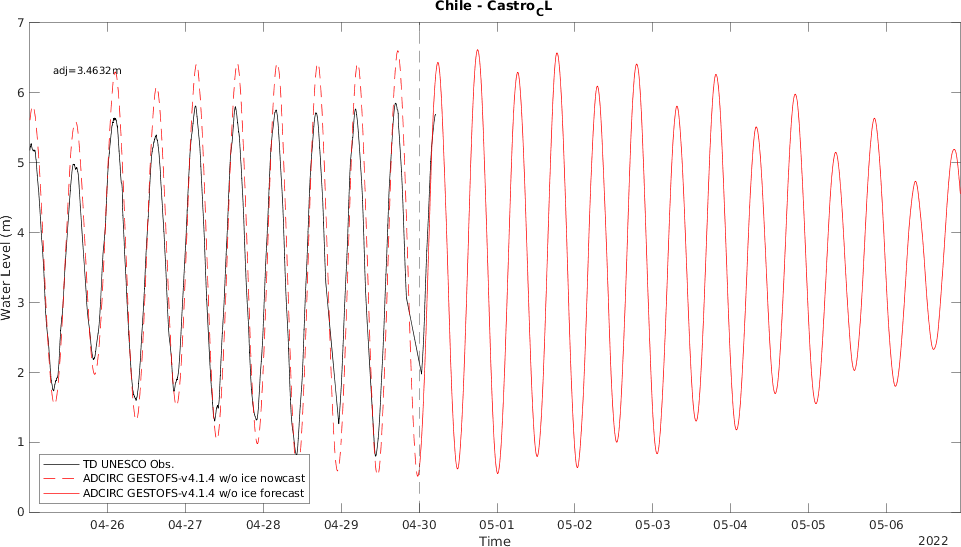 Chile - Castro_CL
7
adj=3.4632m
6
5
4
3
2
1
0
Water Level (m)
TD UNESCO Obs.
ADCIRC GESTOFS-v4.1.4 w/o ice nowcast
ADCIRC GESTOFS-v4.1.4 w/o ice forecast
04-26 04-27 04-28 04-29 04-30 05-01 05-02 05-03 05-04 05-05 05-06
Time
2022